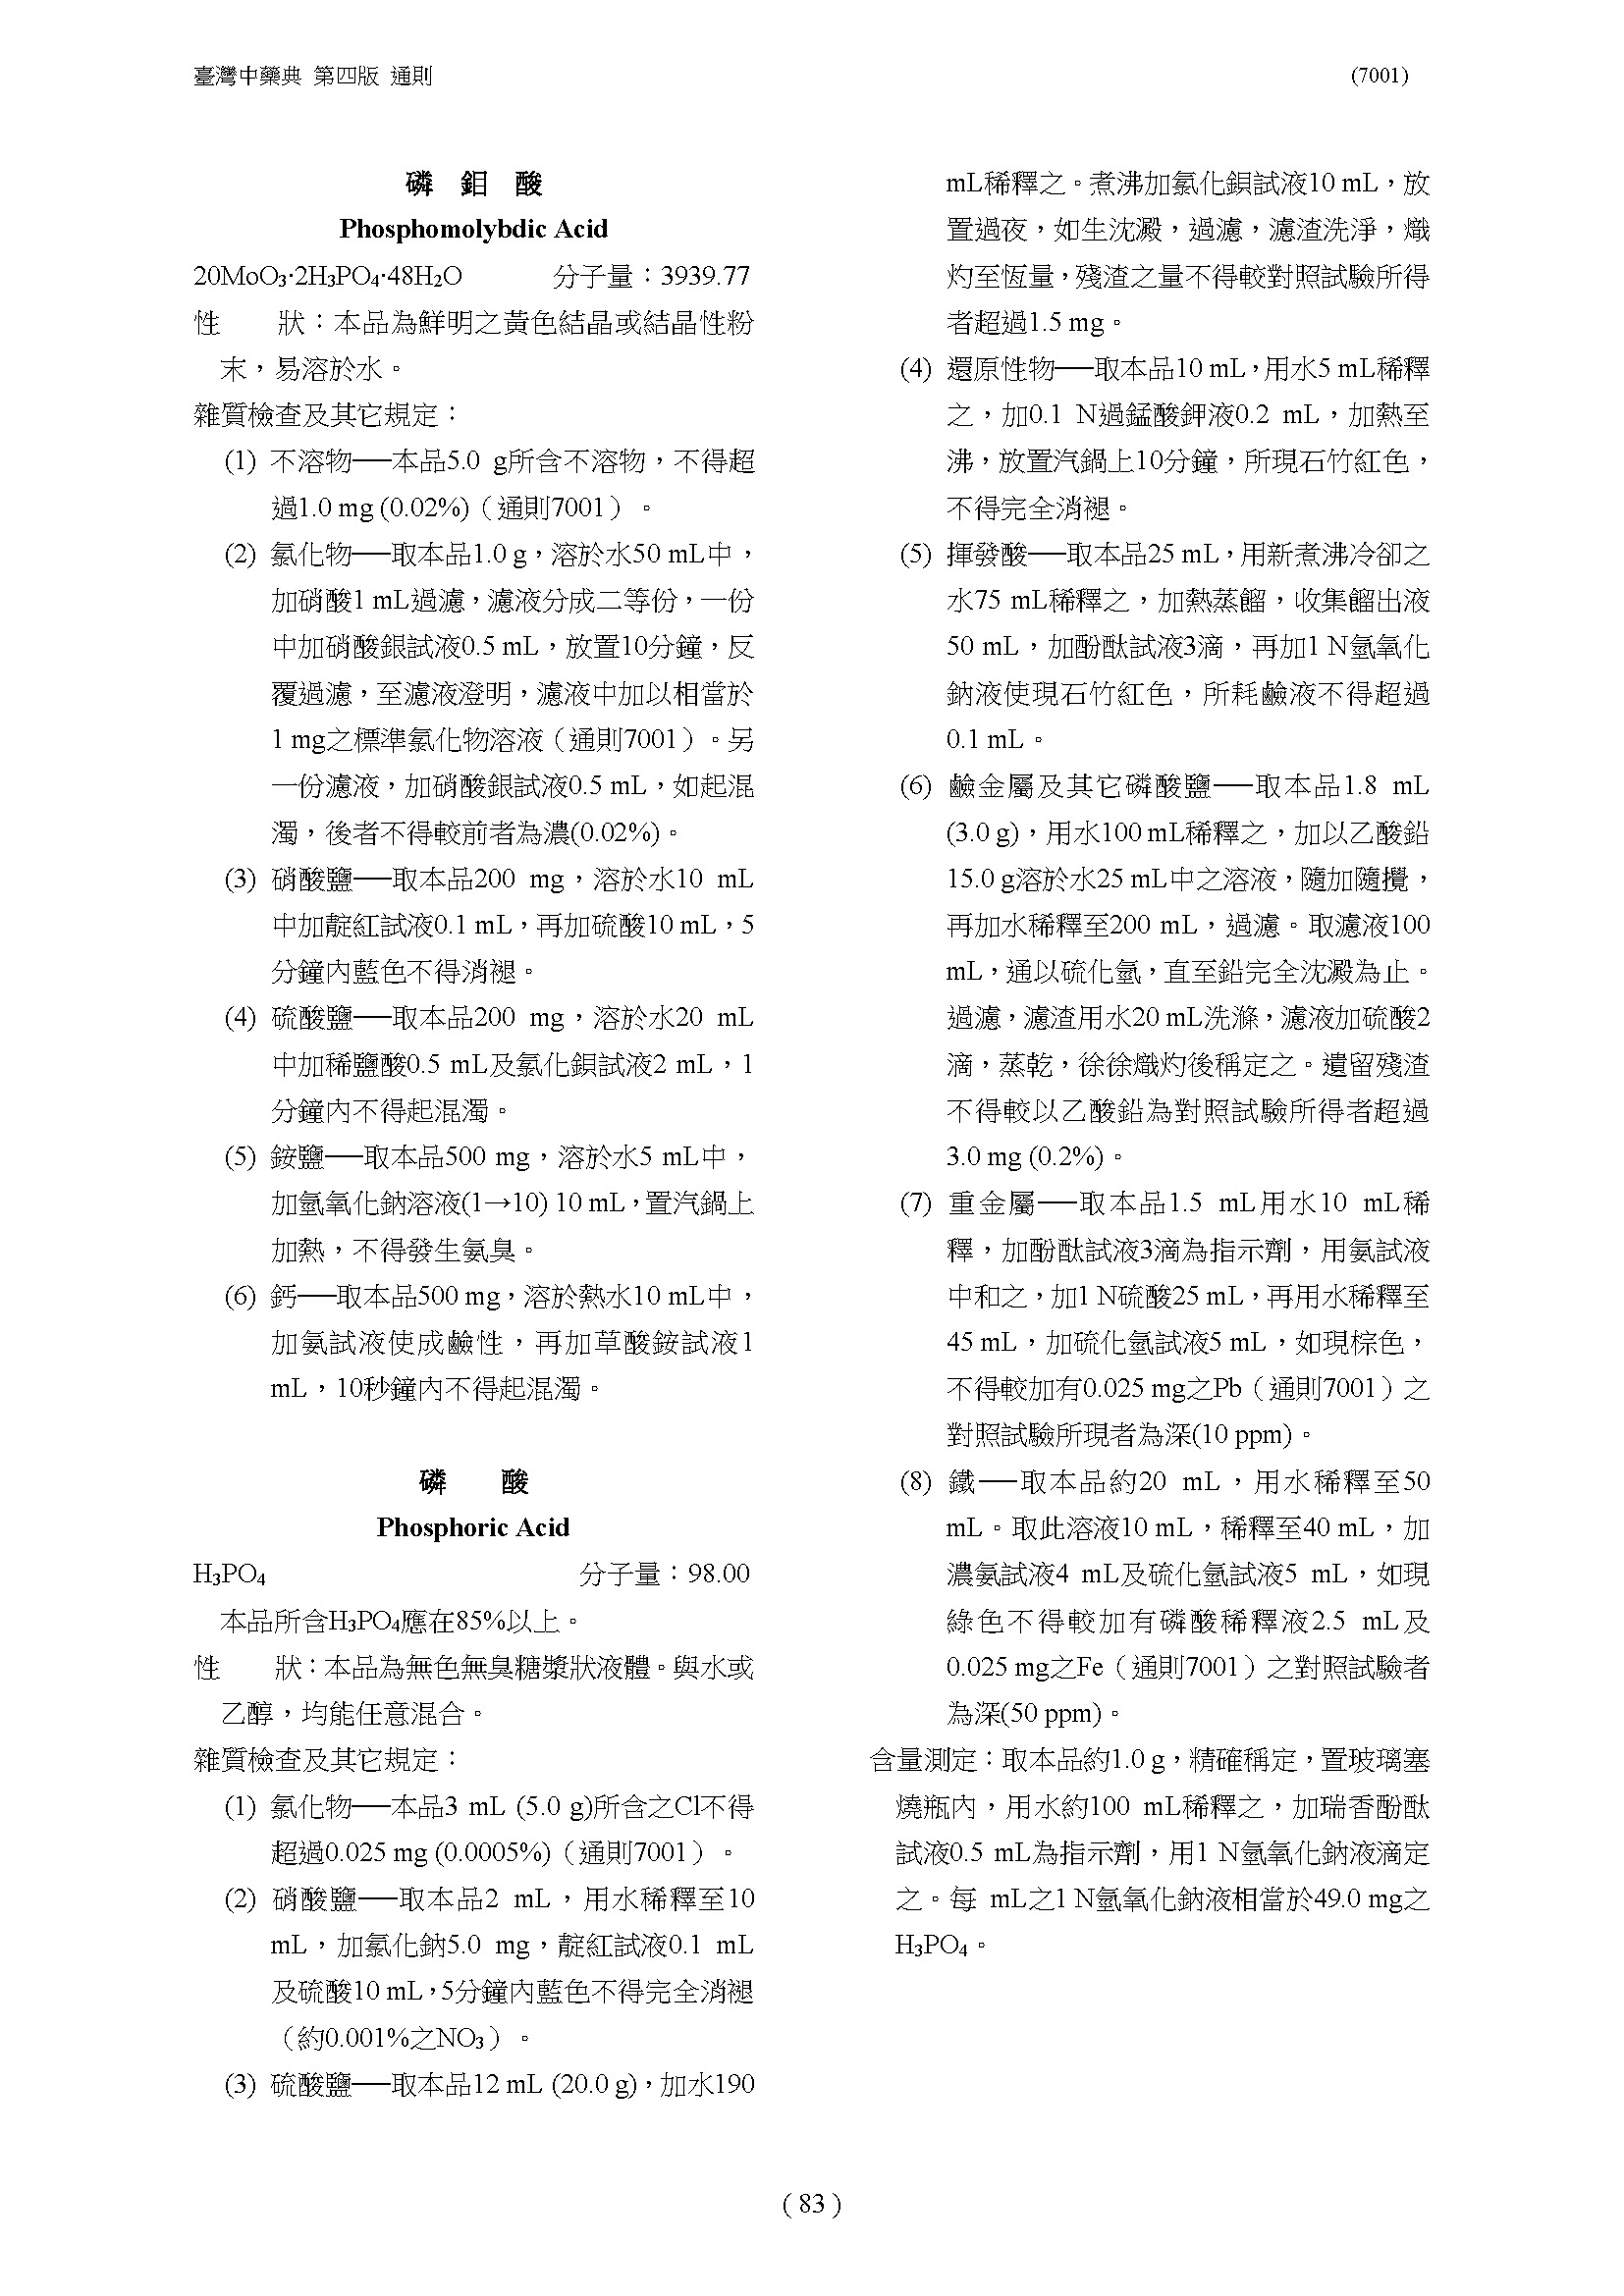 臺灣中藥典 第四版 通則
(7001)
磷 鉬 酸
Phosphomolybdic Acid
20MoO₃·2H₃PO₄·48H₂O 分子量：3939.77
性 狀：本品為鮮明之黃色結晶或結晶性粉
末，易溶於水。
雜質檢查及其它規定：
(1) 不溶物──本品5.0 g所含不溶物，不得超
過1.0 mg (0.02%)（通則7001）。
(2) 氯化物──取本品1.0 g，溶於水50 mL中，
加硝酸1 mL過濾，濾液分成二等份，一份
中加硝酸銀試液0.5 mL，放置10分鐘，反
覆過濾，至濾液澄明，濾液中加以相當於
1 mg之標準氯化物溶液（通則7001）。另
一份濾液，加硝酸銀試液0.5 mL，如起混
濁，後者不得較前者為濃(0.02%)。
(3) 硝酸鹽──取本品200 mg，溶於水10 mL
中加靛紅試液0.1 mL，再加硫酸10 mL，5
分鐘內藍色不得消褪。
(4) 硫酸鹽──取本品200 mg，溶於水20 mL
中加稀鹽酸0.5 mL及氯化鋇試液2 mL，1
分鐘內不得起混濁。
(5) 銨鹽──取本品500 mg，溶於水5 mL中，
加氫氧化鈉溶液(1→10) 10 mL，置汽鍋上
加熱，不得發生氨臭。
(6) 鈣──取本品500 mg，溶於熱水10 mL中，
加氨試液使成鹼性，再加草酸銨試液1
mL，10秒鐘內不得起混濁。
磷 酸
Phosphoric Acid
H₃PO₄ 分子量：98.00
本品所含H₃PO₄應在85%以上。
性 狀：本品為無色無臭糖漿狀液體。與水或
乙醇，均能任意混合。
雜質檢查及其它規定：
(1) 氯化物──本品3 mL (5.0 g)所含之Cl不得
超過0.025 mg (0.0005%)（通則7001）。
(2) 硝酸鹽──取本品2 mL，用水稀釋至10
mL，加氯化鈉5.0 mg，靛紅試液0.1 mL
及硫酸10 mL，5分鐘內藍色不得完全消褪
（約0.001%之NO₃）。
(3) 硫酸鹽──取本品12 mL (20.0 g)，加水190
mL稀釋之。煮沸加氯化鋇試液10 mL，放
置過夜，如生沈澱，過濾，濾渣洗淨，熾
灼至恆量，殘渣之量不得較對照試驗所得
者超過1.5 mg。
(4) 還原性物──取本品10 mL，用水5 mL稀釋
之，加0.1 N過錳酸鉀液0.2 mL，加熱至
沸，放置汽鍋上10分鐘，所現石竹紅色，
不得完全消褪。
(5) 揮發酸──取本品25 mL，用新煮沸冷卻之
水75 mL稀釋之，加熱蒸餾，收集餾出液
50 mL，加酚酞試液3滴，再加1 N氫氧化
鈉液使現石竹紅色，所耗鹼液不得超過
0.1 mL。
(6) 鹼金屬及其它磷酸鹽──取本品1.8 mL
(3.0 g)，用水100 mL稀釋之，加以乙酸鉛
15.0 g溶於水25 mL中之溶液，隨加隨攪，
再加水稀釋至200 mL，過濾。取濾液100
mL，通以硫化氫，直至鉛完全沈澱為止。
過濾，濾渣用水20 mL洗滌，濾液加硫酸2
滴，蒸乾，徐徐熾灼後稱定之。遺留殘渣
不得較以乙酸鉛為對照試驗所得者超過
3.0 mg (0.2%)。
(7) 重金屬──取本品1.5 mL用水10 mL稀
釋，加酚酞試液3滴為指示劑，用氨試液
中和之，加1 N硫酸25 mL，再用水稀釋至
45 mL，加硫化氫試液5 mL，如現棕色，
不得較加有0.025 mg之Pb（通則7001）之
對照試驗所現者為深(10 ppm)。
(8) 鐵──取本品約20 mL，用水稀釋至50
mL。取此溶液10 mL，稀釋至40 mL，加
濃氨試液4 mL及硫化氫試液5 mL，如現
綠色不得較加有磷酸稀釋液2.5 mL及
0.025 mg之Fe（通則7001）之對照試驗者
為深(50 ppm)。
含量測定：取本品約1.0 g，精確稱定，置玻璃塞
燒瓶內，用水約100 mL稀釋之，加瑞香酚酞
試液0.5 mL為指示劑，用1 N氫氧化鈉液滴定
之。每 mL之1 N氫氧化鈉液相當於49.0 mg之
H₃PO₄。
( 83 )